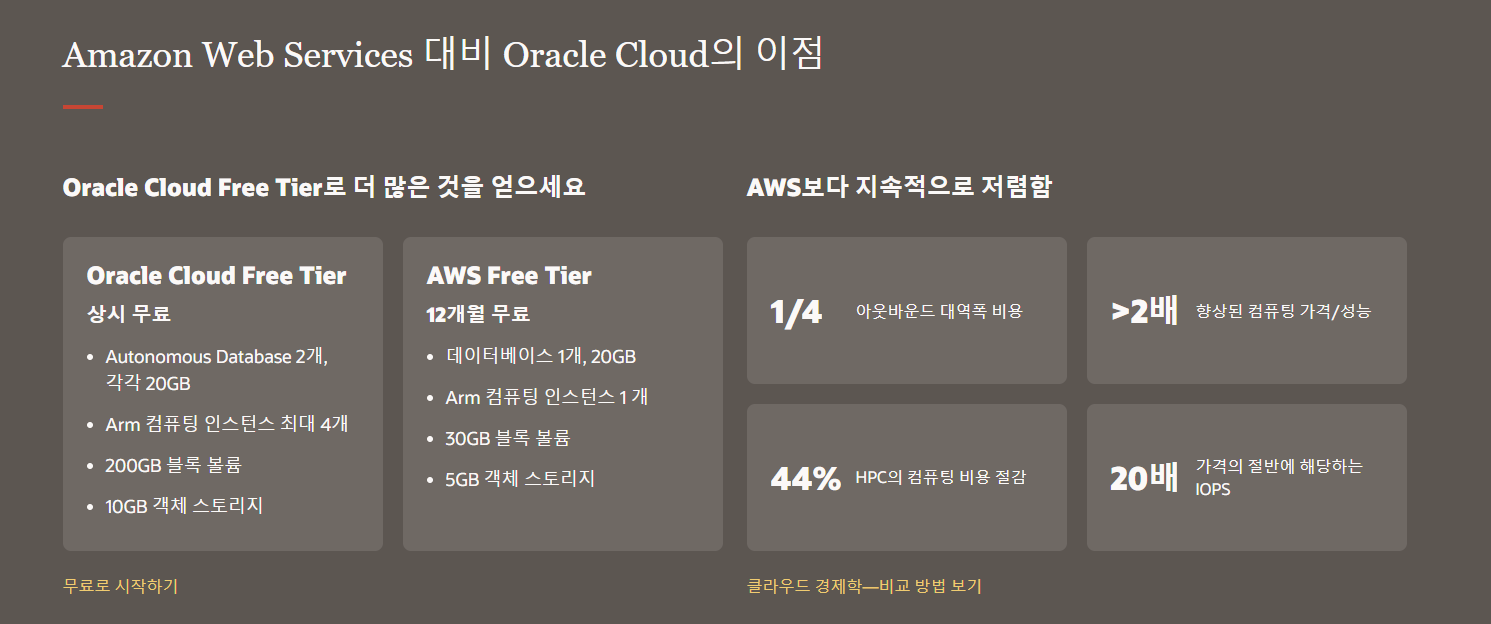 Amazon Web Services 대비 Oracle Cloud의 이점
Oracle Cloud Free Tier로 더 많은 것을 얻으세요
Oracle Cloud Free Tier
상시 무료
• Autonomous Database 2개,
각각 20GB
• Arm 컴퓨팅 인스턴스 최대 4개
• 200GB 블록 볼륨
• 10GB 객체 스토리지
AWS Free Tier
12개월 무료
• 데이터베이스 1개, 20GB
• Arm 컴퓨팅 인스턴스 1 개
• 30GB 블록 볼륨
• 5GB 객체 스토리지
무료로 시작하기
AWS보다 지속적으로 저렴함
1/4 아웃바운드 대역폭 비용
>2배 향상된 컴퓨팅 가격/성능
44% HPC의 컴퓨팅 비용 절감
20배 가격의 절반에 해당하는
IOPS
클라우드 경제학—비교 방법 보기